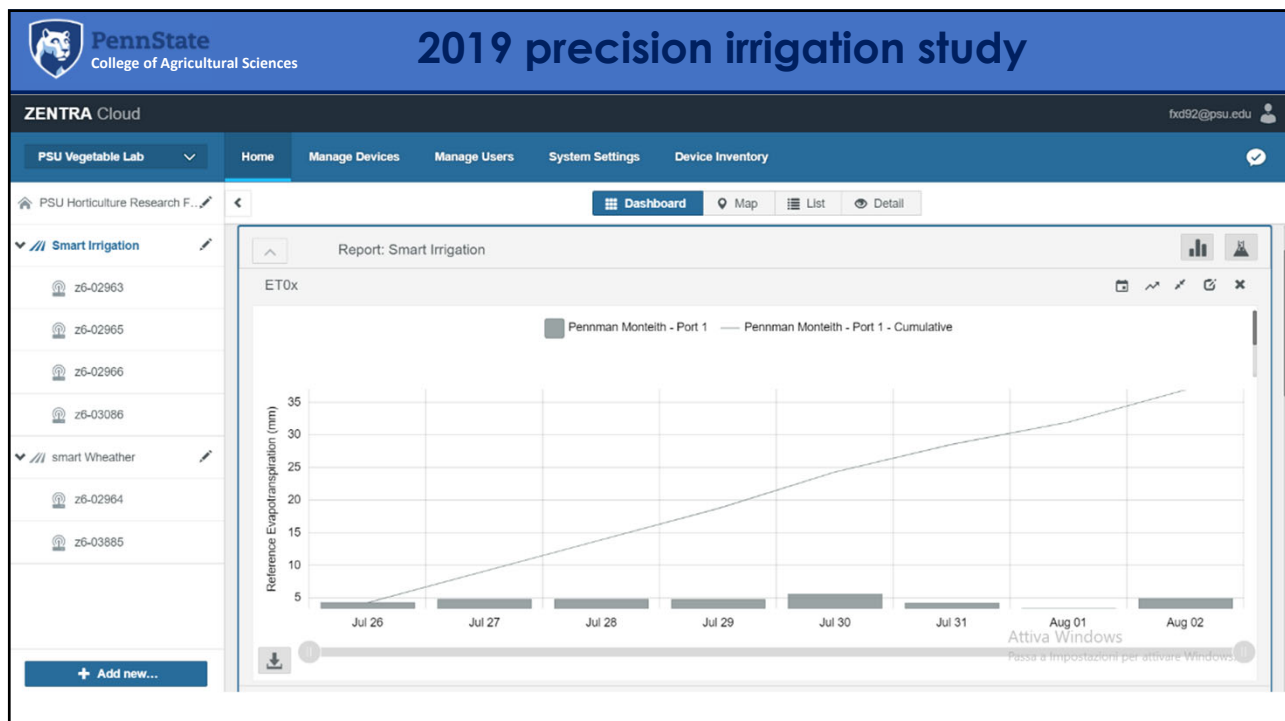 PennState
College of Agricultural Sciences
2019 precision irrigation study
ZENTRA Cloud
fxd92@psu.edu
PSU Vegetable Lab
Home
Manage Devices
Manage Users
System Settings
Device Inventory
PSU Horticulture Research F...
Dashboard
Map
List
Detail
Smart Irrigation
z6-02963
z6-02965
z6-02966
z6-03086
smart Wheather
z6-02964
z6-03885
+ Add new...
Report: Smart Irrigation
ET0x
Pennman Monteith - Port 1
Pennman Monteith - Port 1 - Cumulative
Reference Evapotranspiration (mm)
35
30
25
20
15
10
5
Jul 26
Jul 27
Jul 28
Jul 29
Jul 30
Jul 31
Aug 01
Aug 02
Attiva Windows
Passa a Impostazioni per attivare Windows.